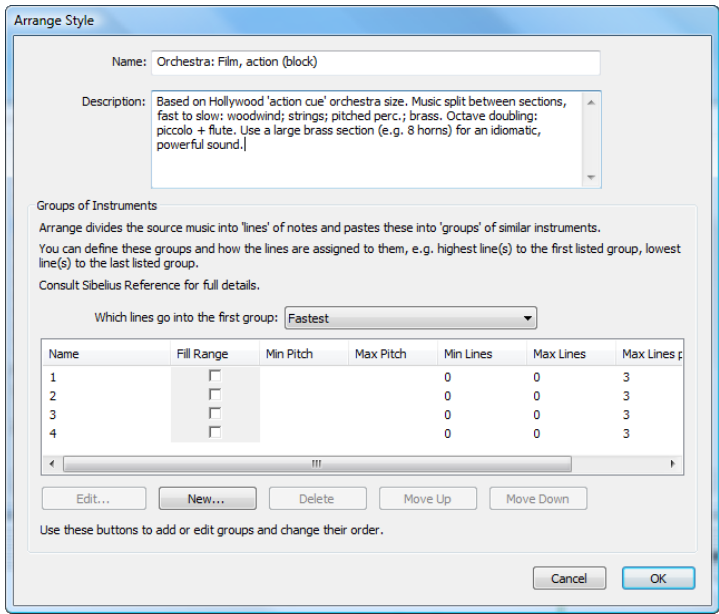 Arrange Style
Name: Orchestra: Film, action (block)
Description: Based on Hollywood 'action cue' orchestra size. Music split between sections,
fast to slow: woodwind; strings; pitched perc.; brass. Octave doubling:
piccolo + flute. Use a large brass section (e.g. 8 horns) for an idiomatic,
powerful sound.
Groups of Instruments
Arrange divides the source music into 'lines' of notes and pastes these into 'groups' of similar instruments.
You can define these groups and how the lines are assigned to them, e.g. highest line(s) to the first listed group, lowest
line(s) to the last listed group.
Consult Sibelius Reference for full details.
Which lines go into the first group: Fastest
Name Fill Range Min Pitch Max Pitch Min Lines Max Lines Max Lines p
1 0 0 3
2 0 0 3
3 0 0 3
4 0 0 3
Edit... New... Delete Move Up Move Down
Use these buttons to add or edit groups and change their order.
Cancel OK